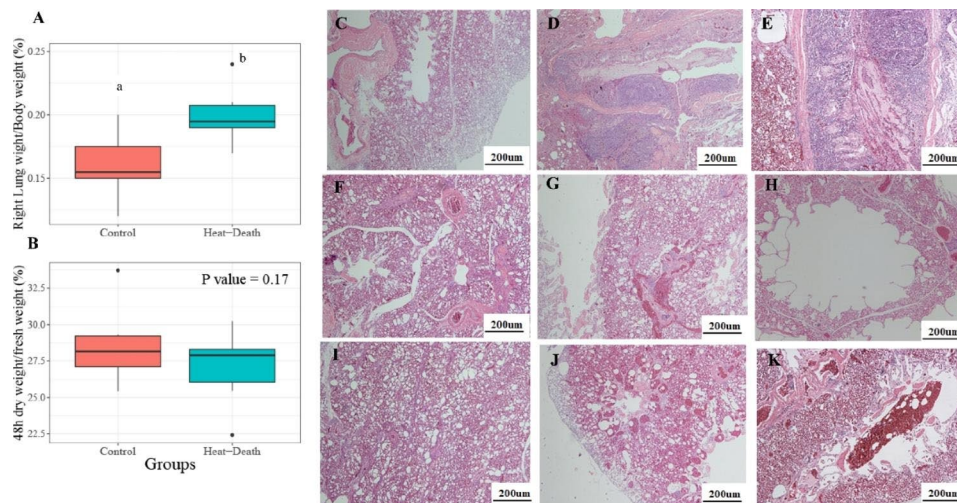 A
Right Lung wight/Body weight (%)
0.25
0.20
0.15
a
b
Control
Heat-Death
B
48h dry weight/fresh weight (%)
32.5
30.0
27.5
25.0
22.5
P value = 0.17
Control
Heat-Death
Groups
C
200um
D
200um
E
200um
F
200um
G
200um
H
200um
I
200um
J
200um
K
200um